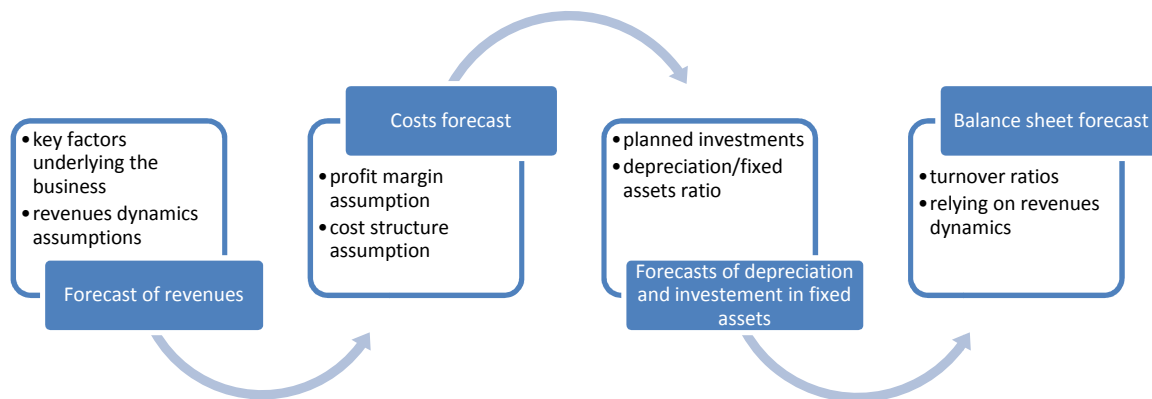 • key factors
underlying the
business
• revenues dynamics
assumptions
Forecast of revenues
Costs forecast
• profit margin
assumption
• cost structure
assumption
• planned investments
• depreciation/fixed
assets ratio
Forecasts of depreciation
and investement in fixed
assets
Balance sheet forecast
• turnover ratios
• relying on revenues
dynamics